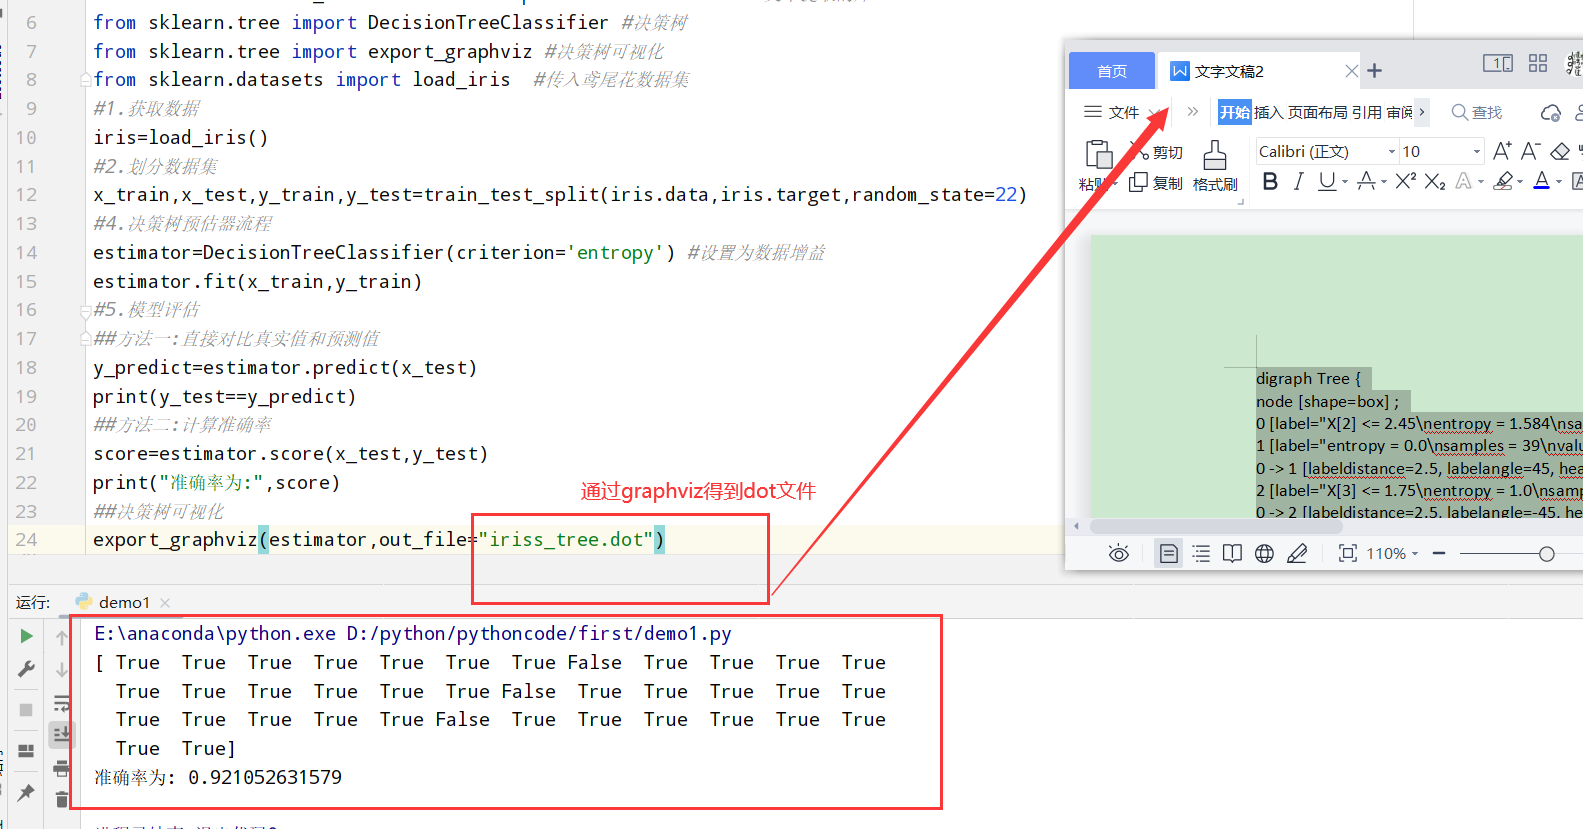 6 from sklearn.tree import DecisionTreeClassifier #决策树
7 from sklearn.tree import export_graphviz #决策树可视化
8 from sklearn.datasets import load_iris #传入鸢尾花数据集
9 #1.获取数据
10 iris=load_iris()
11 #2.划分数据集
12 x_train,x_test,y_train,y_test=train_test_split(iris.data,iris.target,random_state=22)
13 #4.决策树预估器流程
14 estimator=DecisionTreeClassifier(criterion='entropy') #设置为数据增益
15 estimator.fit(x_train,y_train)
16 #5.模型评估
17 ##方法一:直接对比真实值和预测值
18 y_predict=estimator.predict(x_test)
19 print(y_test==y_predict)
20 ##方法二:计算准确率
21 score=estimator.score(x_test,y_test)
22 print("准确率为:",score)
23 ##决策树可视化
24 export_graphviz(estimator,out_file="iriss_tree.dot")
通过graphviz得到dot文件
首页 文字文稿2
文件 开始 插入 页面布局 引用 审阅 查找
剪切 Calibri (正文) 10
粘贴 复制 格式刷
digraph Tree {
node [shape=box] ;
0 [label="X[2] <= 2.45\nentropy = 1.584\nsa
1 [label="entropy = 0.0\nsamples = 39\nvalu
0 -> 1 [labeldistance=2.5, labelangle=45, hea
2 [label="X[3] <= 1.75\nentropy = 1.0\nsamp
0 -> 2 [labeldistance=2.5, labelangle=-45, he
110%
运行: demo1
E:\anaconda\python.exe D:/python/pythoncode/first/demo1.py
[ True True True True True True True False True True True True
True True True True True True False True True True True True
True True True True True False True True True True True True
True True]
准确率为: 0.921052631579